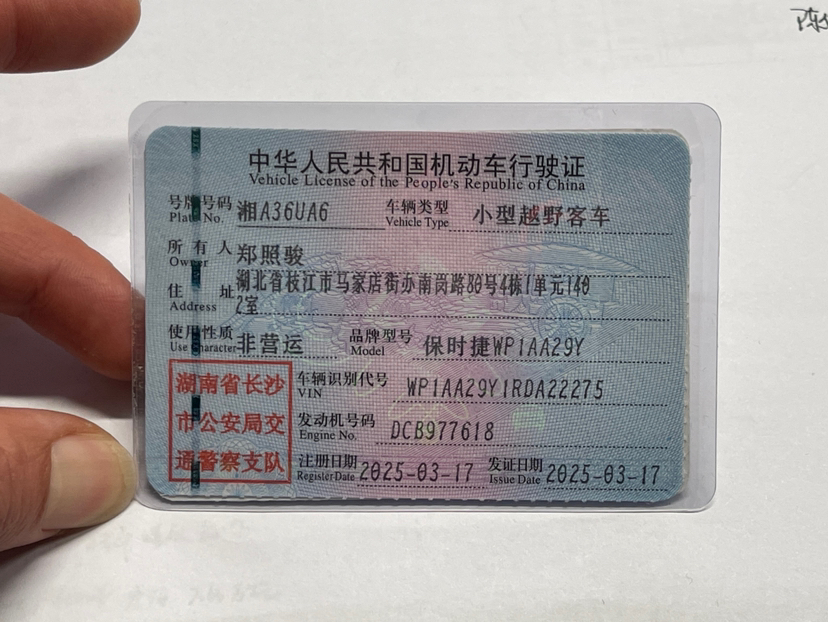 中华人民共和国机动车行驶证
Vehicle License of the People's Republic of China
号牌号码 湘A36UA6 车辆类型 小型越野客车
Plate No. Vehicle Type
所有人 郑照骏
Owner
住址 湖北省枝江市马家店街办南岗路80号4栋1单元140
Address 2室
使用性质 非营运 品牌型号 保时捷WP1AA29Y
Use Character Model
湖南省长沙
市公安局交
通警察支队
车辆识别代号 WP1AA29Y1RDA22275
VIN
发动机号码 DCB977618
Engine No.
注册日期 2025-03-17 发证日期 2025-03-17
Register Date Issue Date